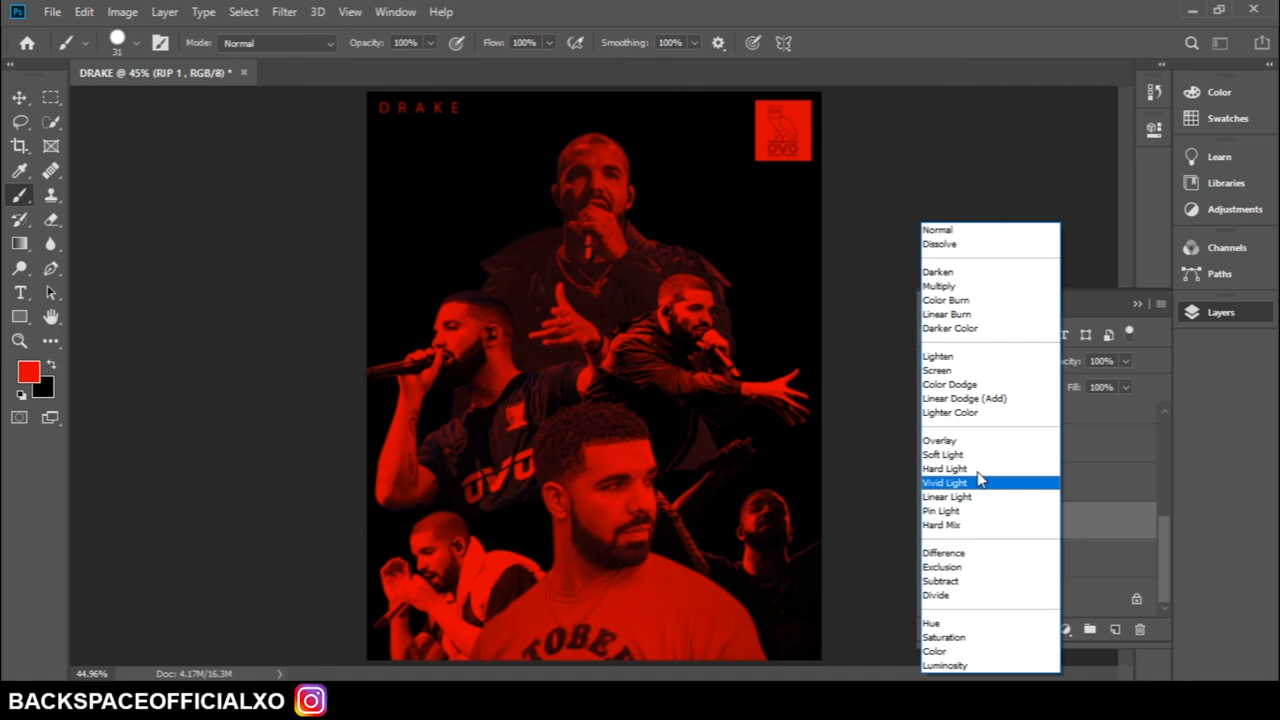 Ps File Edit Image Layer Type Select Filter 3D View Window Help
31 Mode: Normal Opacity: 100% Flow: 100% Smoothing: 100%
DRAKE @ 45% (RIP 1 , RGB/8) * ×
DRAKE
OVO
OVO
Color
Swatches
Learn
Libraries
Adjustments
Channels
Paths
Layers
100%
Fill: 100%
Normal
Dissolve
Darken
Multiply
Color Burn
Linear Burn
Darker Color
Lighten
Screen
Color Dodge
Linear Dodge (Add)
Lighter Color
Overlay
Soft Light
Hard Light
Vivid Light
Linear Light
Pin Light
Hard Mix
Difference
Exclusion
Subtract
Divide
Hue
Saturation
Color
Luminosity
44.96% Doc: 4.17M/16.3M
BACKSPACEOFFICIALXO